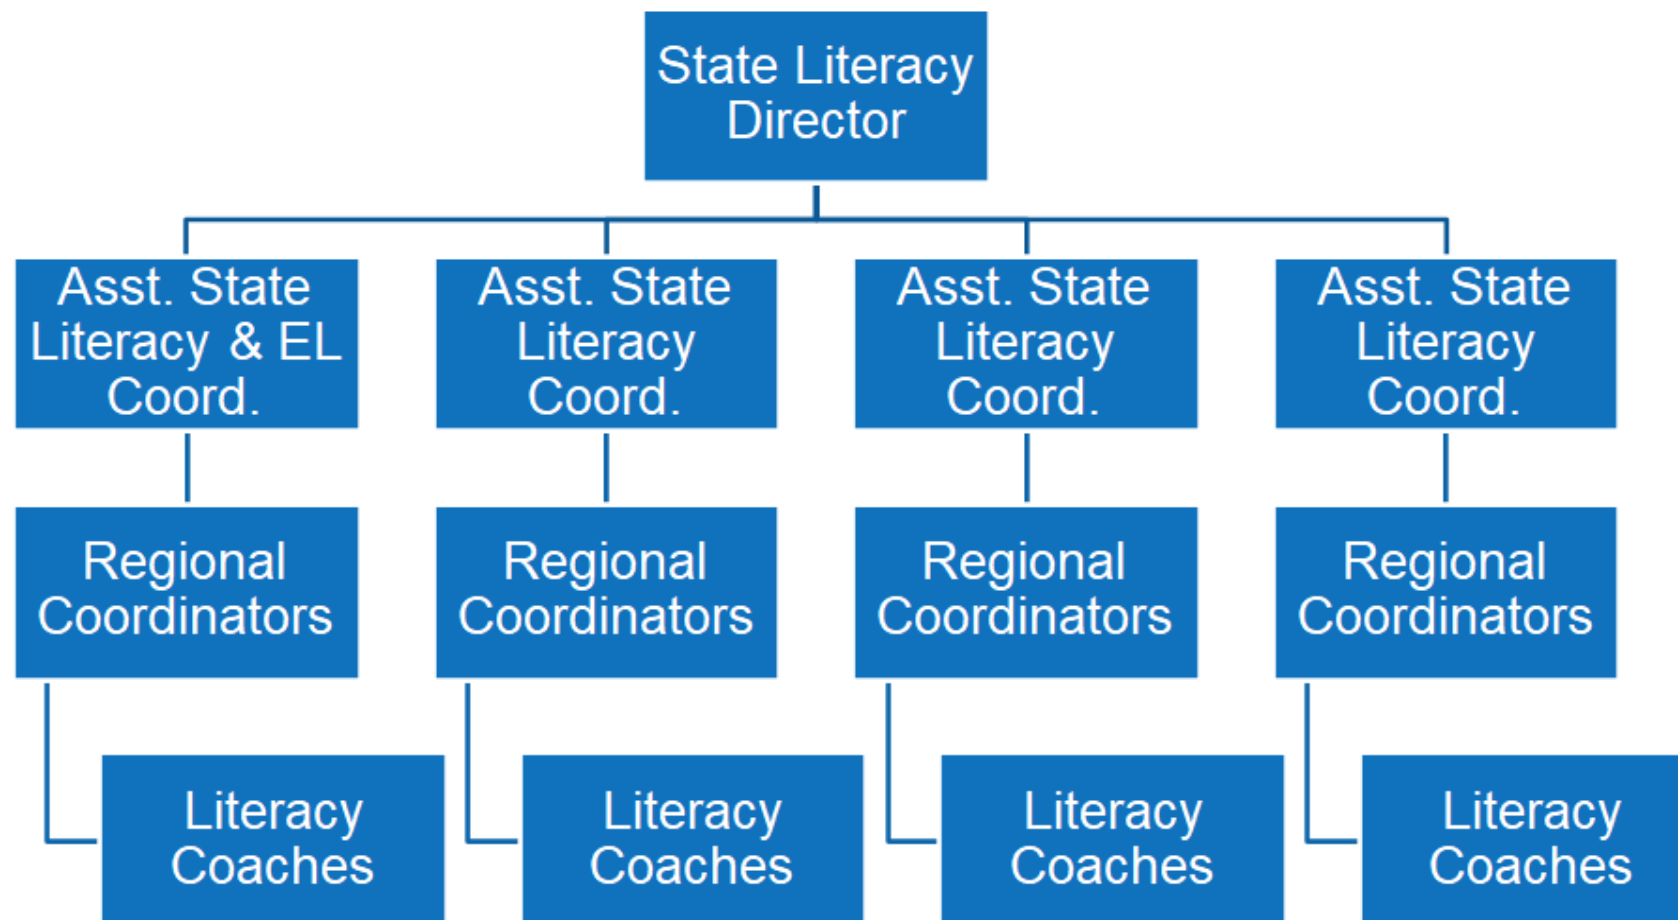 State Literacy
Director
Asst. State
Literacy & EL
Coord.
Asst. State
Literacy
Coord.
Asst. State
Literacy
Coord.
Asst. State
Literacy
Coord.
Regional
Coordinators
Regional
Coordinators
Regional
Coordinators
Regional
Coordinators
Literacy
Coaches
Literacy
Coaches
Literacy
Coaches
Literacy
Coaches